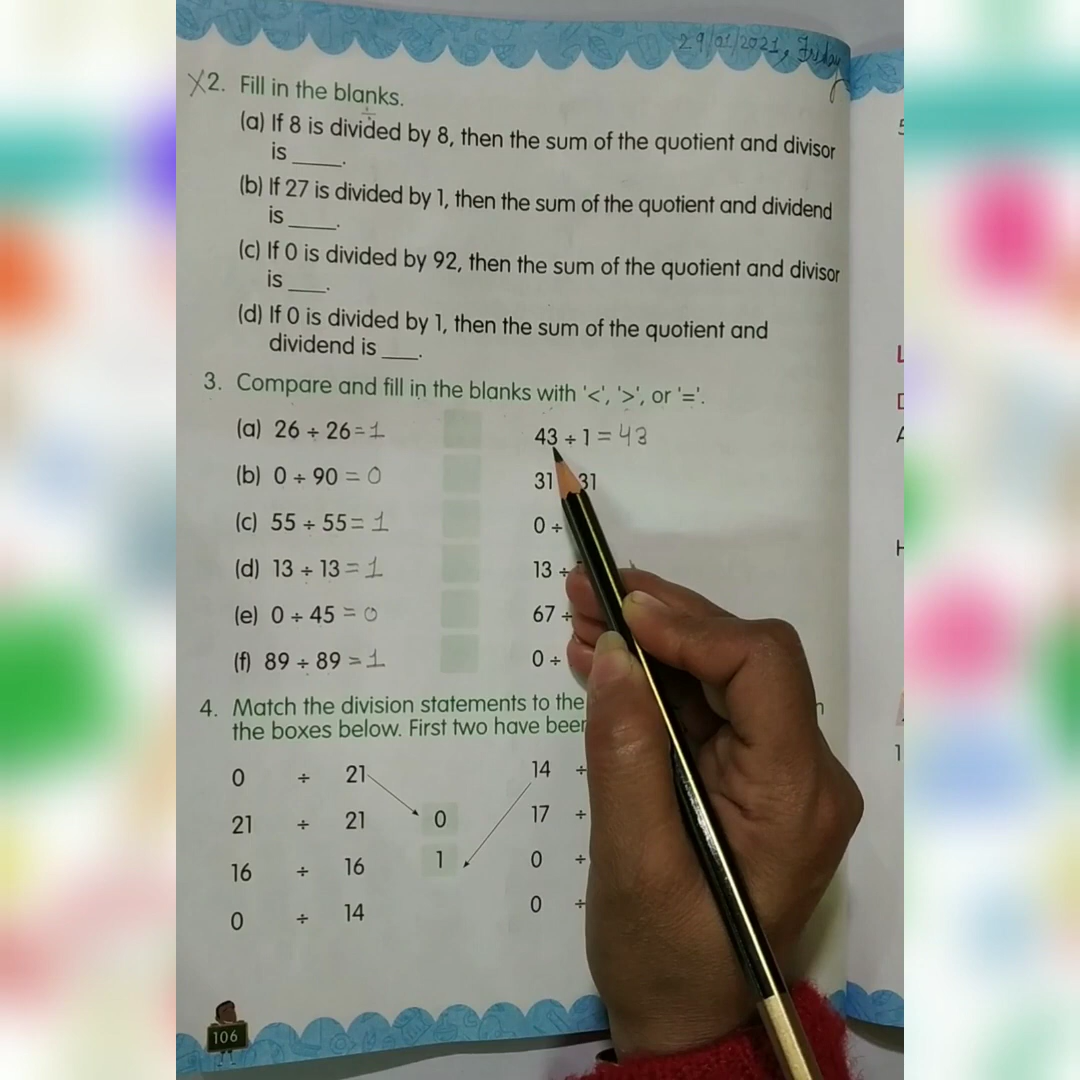 29/01/2021, Friday
X2. Fill in the blanks.
(a) If 8 is divided by 8, then the sum of the quotient and divisor
is ____.
(b) If 27 is divided by 1, then the sum of the quotient and dividend
is ____.
(c) If 0 is divided by 92, then the sum of the quotient and divisor
is ____.
(d) If 0 is divided by 1, then the sum of the quotient and
dividend is ____.
3. Compare and fill in the blanks with '<', '>', or '='.
(a) 26 ÷ 26 = 1 43 ÷ 1 = 43
(b) 0 ÷ 90 = 0 31 31
(c) 55 ÷ 55 = 1 0 ÷
(d) 13 ÷ 13 = 1 13 ÷
(e) 0 ÷ 45 = 0 67 ÷
(f) 89 ÷ 89 = 1 0 ÷
4. Match the division statements to the
the boxes below. First two have been
0 ÷ 21 14 ÷
21 ÷ 21 0 17 ÷
16 ÷ 16 1 0 ÷
0 ÷ 14 0 ÷
106